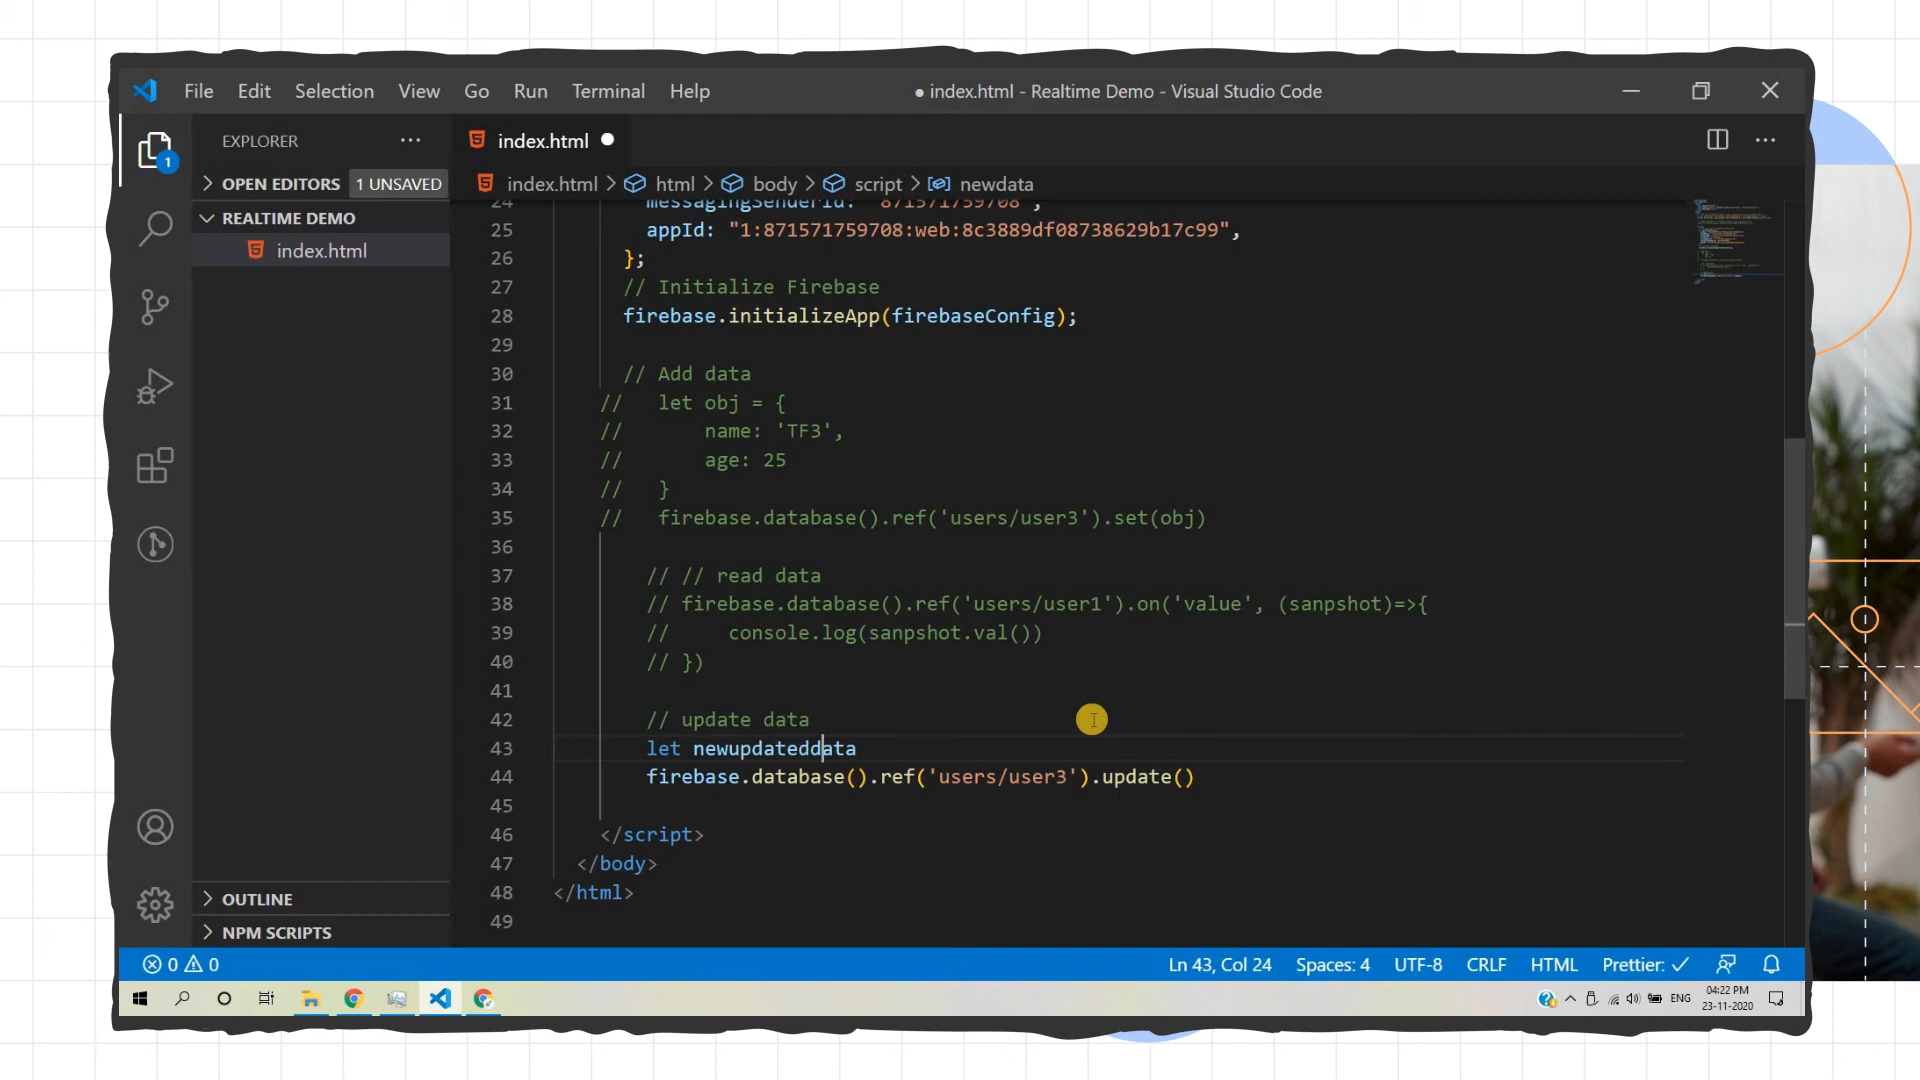 File Edit Selection View Go Run Terminal Help
● index.html - Realtime Demo - Visual Studio Code
EXPLORER
OPEN EDITORS 1 UNSAVED
REALTIME DEMO
index.html
OUTLINE
NPM SCRIPTS
1
index.html
index.html > html > body > script > newdata
24 messagingSenderId: "871571759708",
25 appId: "1:871571759708:web:8c3889df08738629b17c99",
26 };
27 // Initialize Firebase
28 firebase.initializeApp(firebaseConfig);
29
30 // Add data
31 // let obj = {
32 // name: 'TF3',
33 // age: 25
34 // }
35 // firebase.database().ref('users/user3').set(obj)
36
37 // // read data
38 // firebase.database().ref('users/user1').on('value', (sanpshot)=>{
39 // console.log(sanpshot.val())
40 // })
41
42 // update data
43 let newupdateddata
44 firebase.database().ref('users/user3').update()
45
46 </script>
47 </body>
48 </html>
49
0 0
Ln 43, Col 24 Spaces: 4 UTF-8 CRLF HTML Prettier: ✓
ENG
04:22 PM
23-11-2020